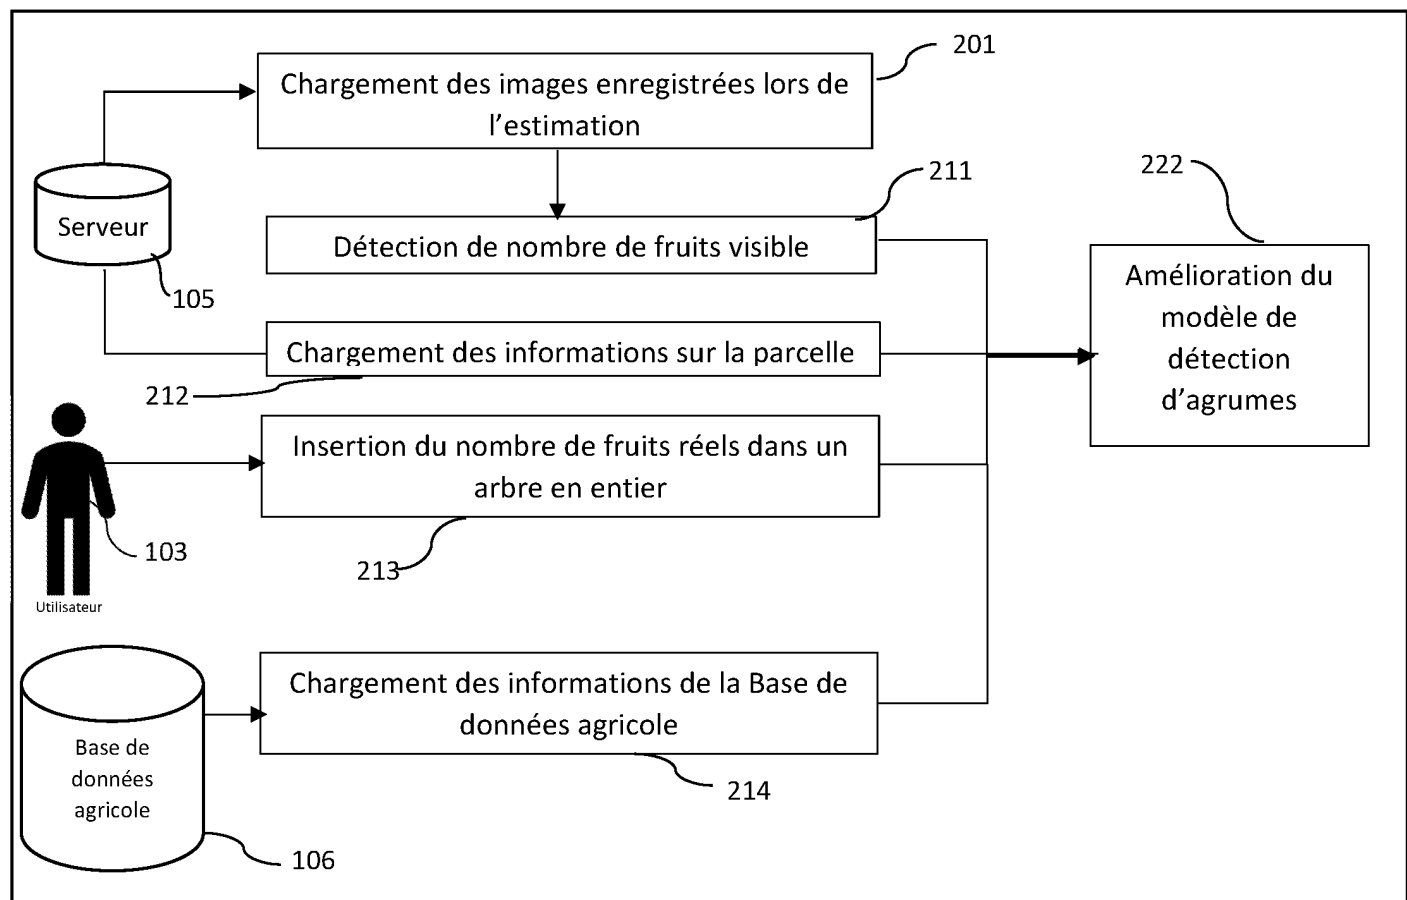 201
Chargement des images enregistrées lors de
l’estimation
211
222
Serveur
105
Détection de nombre de fruits visible
Amélioration du
modèle de
détection
d’agrumes
Chargement des informations sur la parcelle
212
Insertion du nombre de fruits réels dans un
arbre en entier
103
213
Utilisateur
Chargement des informations de la Base de
données agricole
214
Base de
données
agricole
106